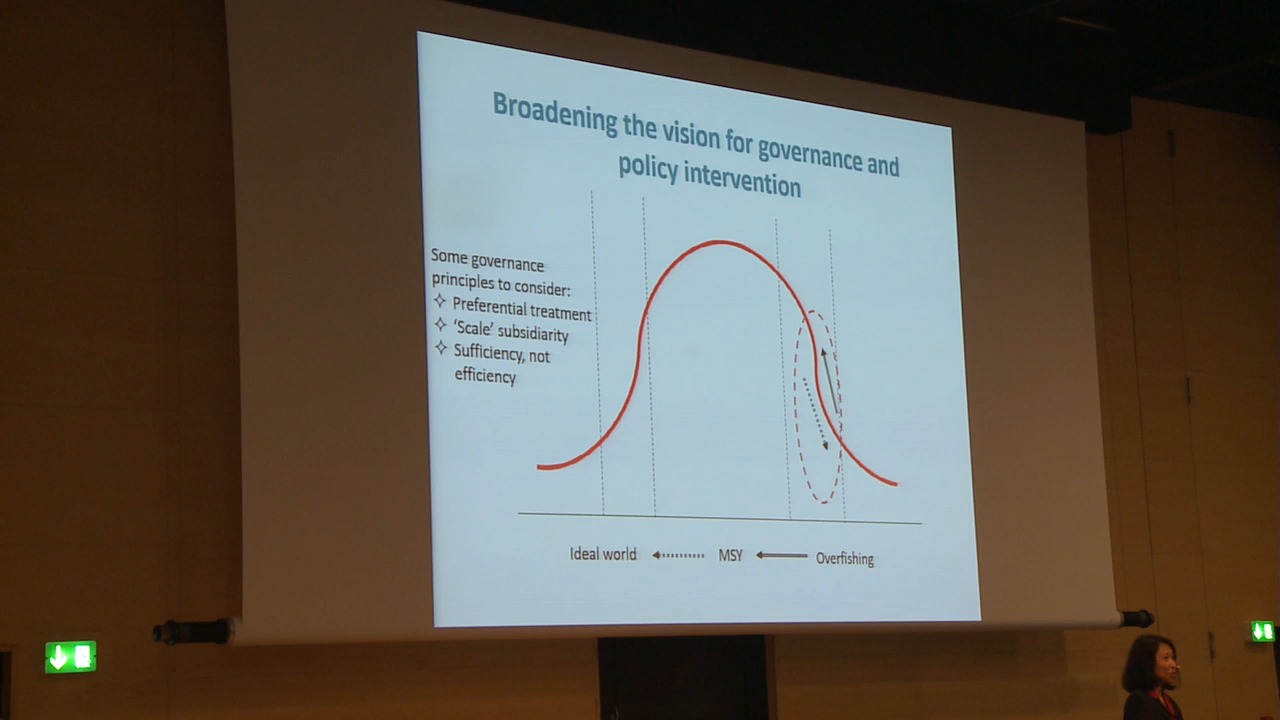 Broadening the vision for governance and
policy intervention
Some governance
principles to consider:
✧ Preferential treatment
✧ 'Scale' subsidiarity
✧ Sufficiency, not
efficiency
Ideal world MSY Overfishing